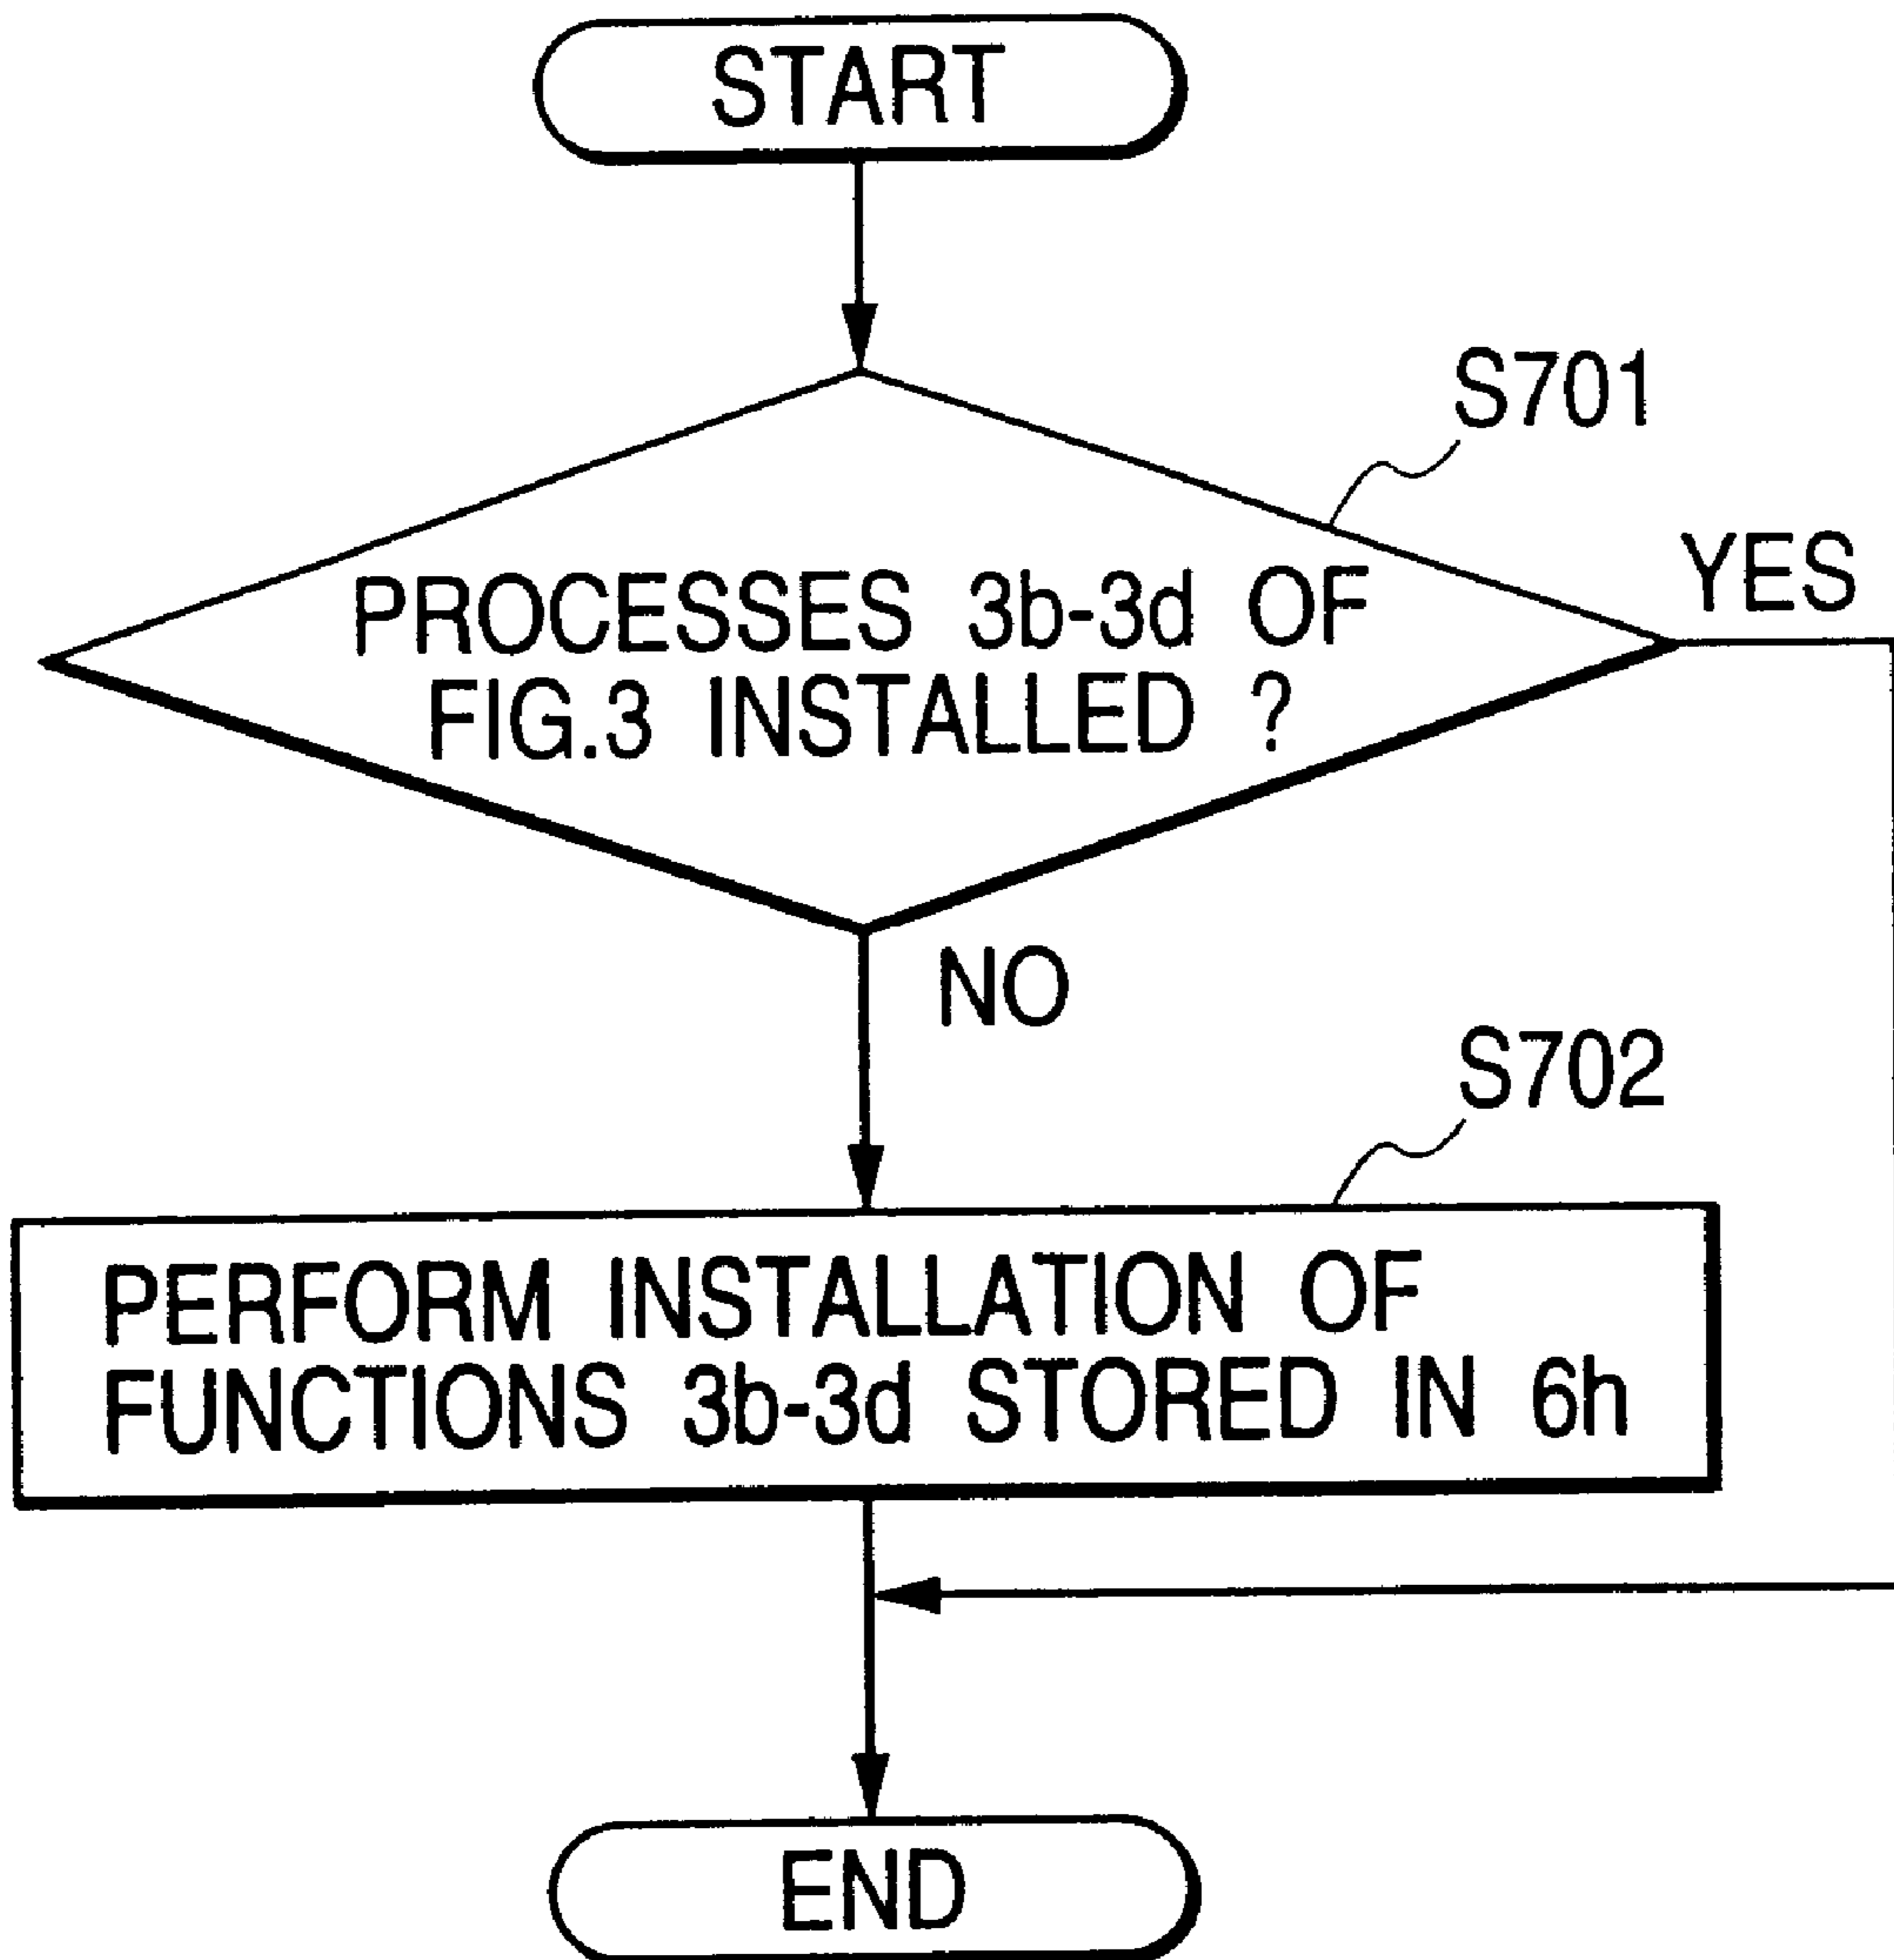 START
S701
PROCESSES 3b-3d OF
FIG.3 INSTALLED ?
YES
NO
S702
PERFORM INSTALLATION OF
FUNCTIONS 3b-3d STORED IN 6h
END